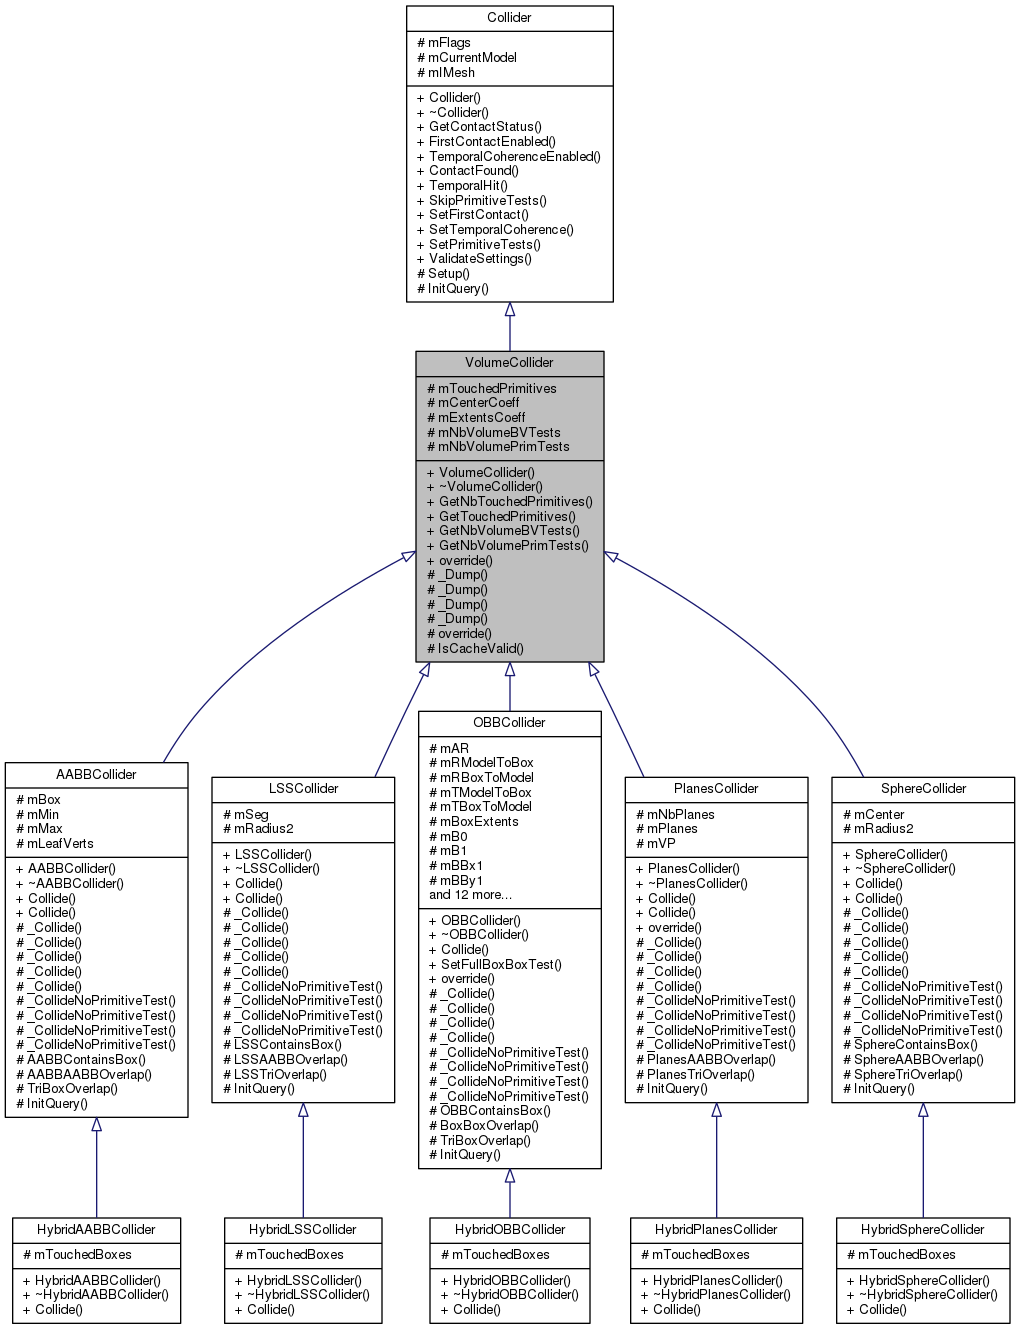 Collider
# mFlags
# mCurrentModel
# mIMesh
+ Collider()
+ ~Collider()
+ GetContactStatus()
+ FirstContactEnabled()
+ TemporalCoherenceEnabled()
+ ContactFound()
+ TemporalHit()
+ SkipPrimitiveTests()
+ SetFirstContact()
+ SetTemporalCoherence()
+ SetPrimitiveTests()
+ ValidateSettings()
# Setup()
# InitQuery()
VolumeCollider
# mTouchedPrimitives
# mCenterCoeff
# mExtentsCoeff
# mNbVolumeBVTests
# mNbVolumePrimTests
+ VolumeCollider()
+ ~VolumeCollider()
+ GetNbTouchedPrimitives()
+ GetTouchedPrimitives()
+ GetNbVolumeBVTests()
+ GetNbVolumePrimTests()
+ override()
# _Dump()
# _Dump()
# _Dump()
# _Dump()
# override()
# IsCacheValid()
AABBCollider
# mBox
# mMin
# mMax
# mLeafVerts
+ AABBCollider()
+ ~AABBCollider()
+ Collide()
+ Collide()
# _Collide()
# _Collide()
# _Collide()
# _Collide()
# _Collide()
# _CollideNoPrimitiveTest()
# _CollideNoPrimitiveTest()
# _CollideNoPrimitiveTest()
# _CollideNoPrimitiveTest()
# AABBContainsBox()
# AABBAABBOverlap()
# TriBoxOverlap()
# InitQuery()
LSSCollider
# mSeg
# mRadius2
+ LSSCollider()
+ ~LSSCollider()
+ Collide()
+ Collide()
# _Collide()
# _Collide()
# _Collide()
# _Collide()
# _Collide()
# _CollideNoPrimitiveTest()
# _CollideNoPrimitiveTest()
# _CollideNoPrimitiveTest()
# _CollideNoPrimitiveTest()
# LSSContainsBox()
# LSSAABBOverlap()
# LSSTriOverlap()
# InitQuery()
OBBCollider
# mAR
# mRModelToBox
# mRBoxToModel
# mTModelToBox
# mTBoxToModel
# mBoxExtents
# mB0
# mB1
# mBBx1
# mBBy1
and 12 more...
+ OBBCollider()
+ ~OBBCollider()
+ Collide()
+ SetFullBoxBoxTest()
+ override()
# _Collide()
# _Collide()
# _Collide()
# _Collide()
# _CollideNoPrimitiveTest()
# _CollideNoPrimitiveTest()
# _CollideNoPrimitiveTest()
# _CollideNoPrimitiveTest()
# OBBContainsBox()
# BoxBoxOverlap()
# TriBoxOverlap()
# InitQuery()
PlanesCollider
# mNbPlanes
# mPlanes
# mVP
+ PlanesCollider()
+ ~PlanesCollider()
+ Collide()
+ Collide()
+ override()
# _Collide()
# _Collide()
# _Collide()
# _Collide()
# _CollideNoPrimitiveTest()
# _CollideNoPrimitiveTest()
# _CollideNoPrimitiveTest()
# _CollideNoPrimitiveTest()
# PlanesAABBOverlap()
# PlanesTriOverlap()
# InitQuery()
SphereCollider
# mCenter
# mRadius2
+ SphereCollider()
+ ~SphereCollider()
+ Collide()
+ Collide()
# _Collide()
# _Collide()
# _Collide()
# _Collide()
# _Collide()
# _CollideNoPrimitiveTest()
# _CollideNoPrimitiveTest()
# _CollideNoPrimitiveTest()
# _CollideNoPrimitiveTest()
# SphereContainsBox()
# SphereAABBOverlap()
# SphereTriOverlap()
# InitQuery()
HybridAABBCollider
# mTouchedBoxes
+ HybridAABBCollider()
+ ~HybridAABBCollider()
+ Collide()
HybridLSSCollider
# mTouchedBoxes
+ HybridLSSCollider()
+ ~HybridLSSCollider()
+ Collide()
HybridOBBCollider
# mTouchedBoxes
+ HybridOBBCollider()
+ ~HybridOBBCollider()
+ Collide()
HybridPlanesCollider
# mTouchedBoxes
+ HybridPlanesCollider()
+ ~HybridPlanesCollider()
+ Collide()
HybridSphereCollider
# mTouchedBoxes
+ HybridSphereCollider()
+ ~HybridSphereCollider()
+ Collide()